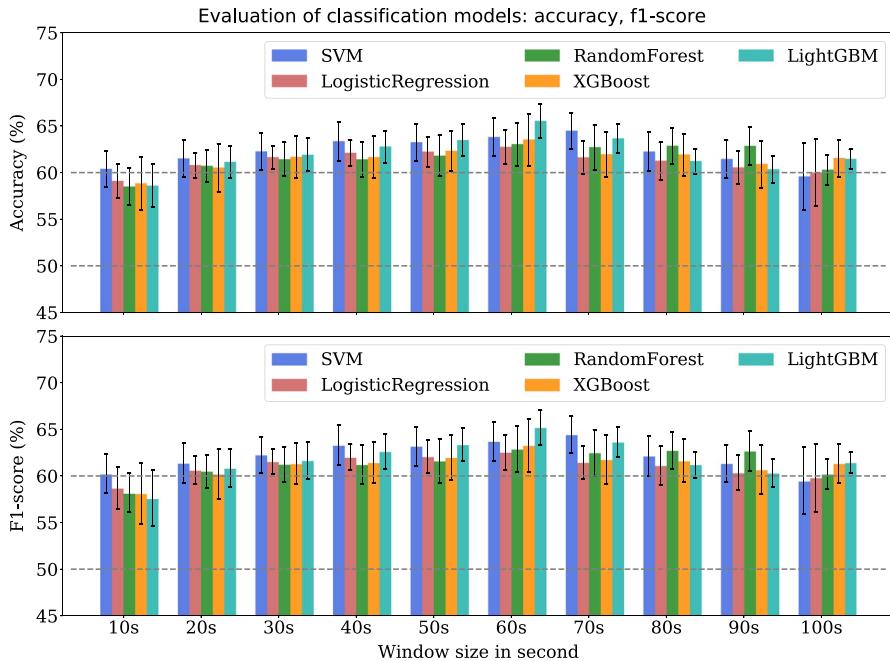 Evaluation of classification models: accuracy, f1-score
75
70
65
60
55
50
45
Accuracy (%)
SVM
LogisticRegression
RandomForest
XGBoost
LightGBM
75
70
65
60
55
50
45
F1-score (%)
SVM
LogisticRegression
RandomForest
XGBoost
LightGBM
10s 20s 30s 40s 50s 60s 70s 80s 90s 100s
Window size in second